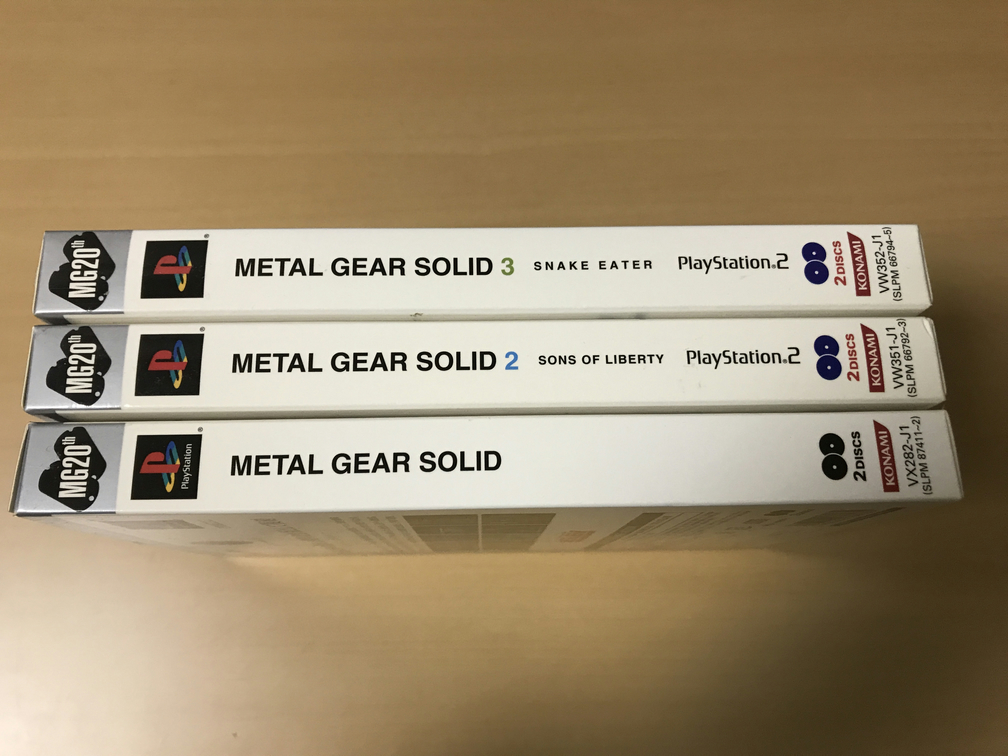 MG20th
METAL GEAR SOLID 3 SNAKE EATER PlayStation®2 2DISCS KONAMI VW352-J1
(SLPM 66794~5)
MG20th
METAL GEAR SOLID 2 SONS OF LIBERTY PlayStation®2 2DISCS KONAMI VW351-J1
(SLPM 66792~3)
MG20th
PlayStation
METAL GEAR SOLID 2DISCS KONAMI VX282-J1
(SLPM 87411~2)